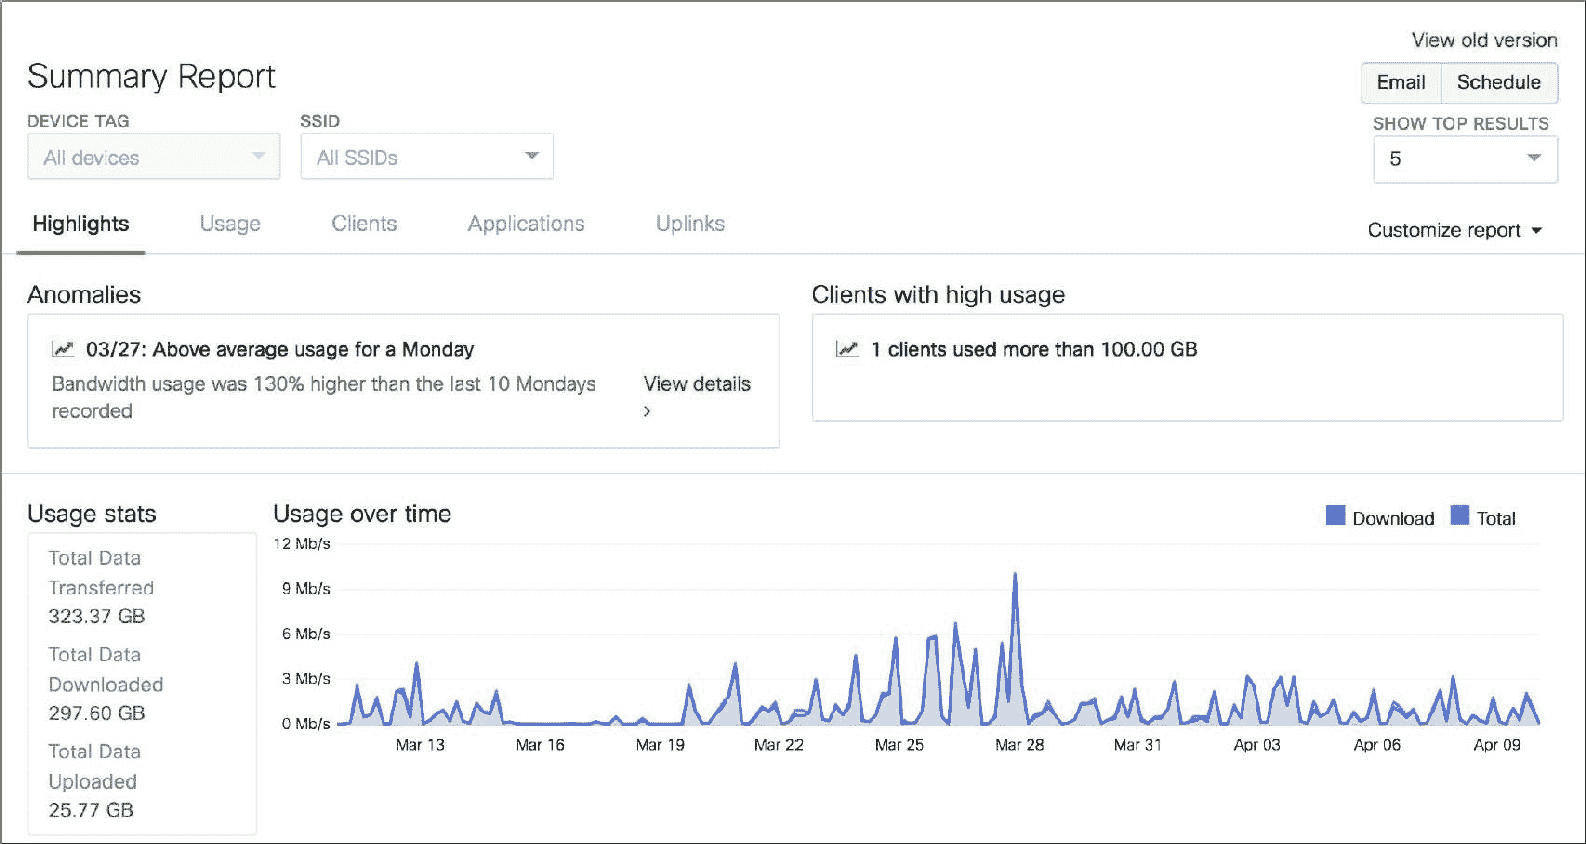 View old version
Summary Report
Email
Schedule
DEVICE TAG
SSID
SHOW TOP RESULTS
All devices
All SSIDs
5
Highlights
Usage
Clients
Applications
Uplinks
Customize report
Anomalies
03/27: Above average usage for a Monday
Bandwidth usage was 130% higher than the last 10 Mondays
recorded
View details
>
Clients with high usage
1 clients used more than 100.00 GB
Usage stats
Total Data
Transferred
323.37 GB
Total Data
Downloaded
297.60 GB
Total Data
Uploaded
25.77 GB
Usage over time
Download
Total
12 Mb/s
9 Mb/s
6 Mb/s
3 Mb/s
0 Mb/s
Mar 13
Mar 16
Mar 19
Mar 22
Mar 25
Mar 28
Mar 31
Apr 03
Apr 06
Apr 09